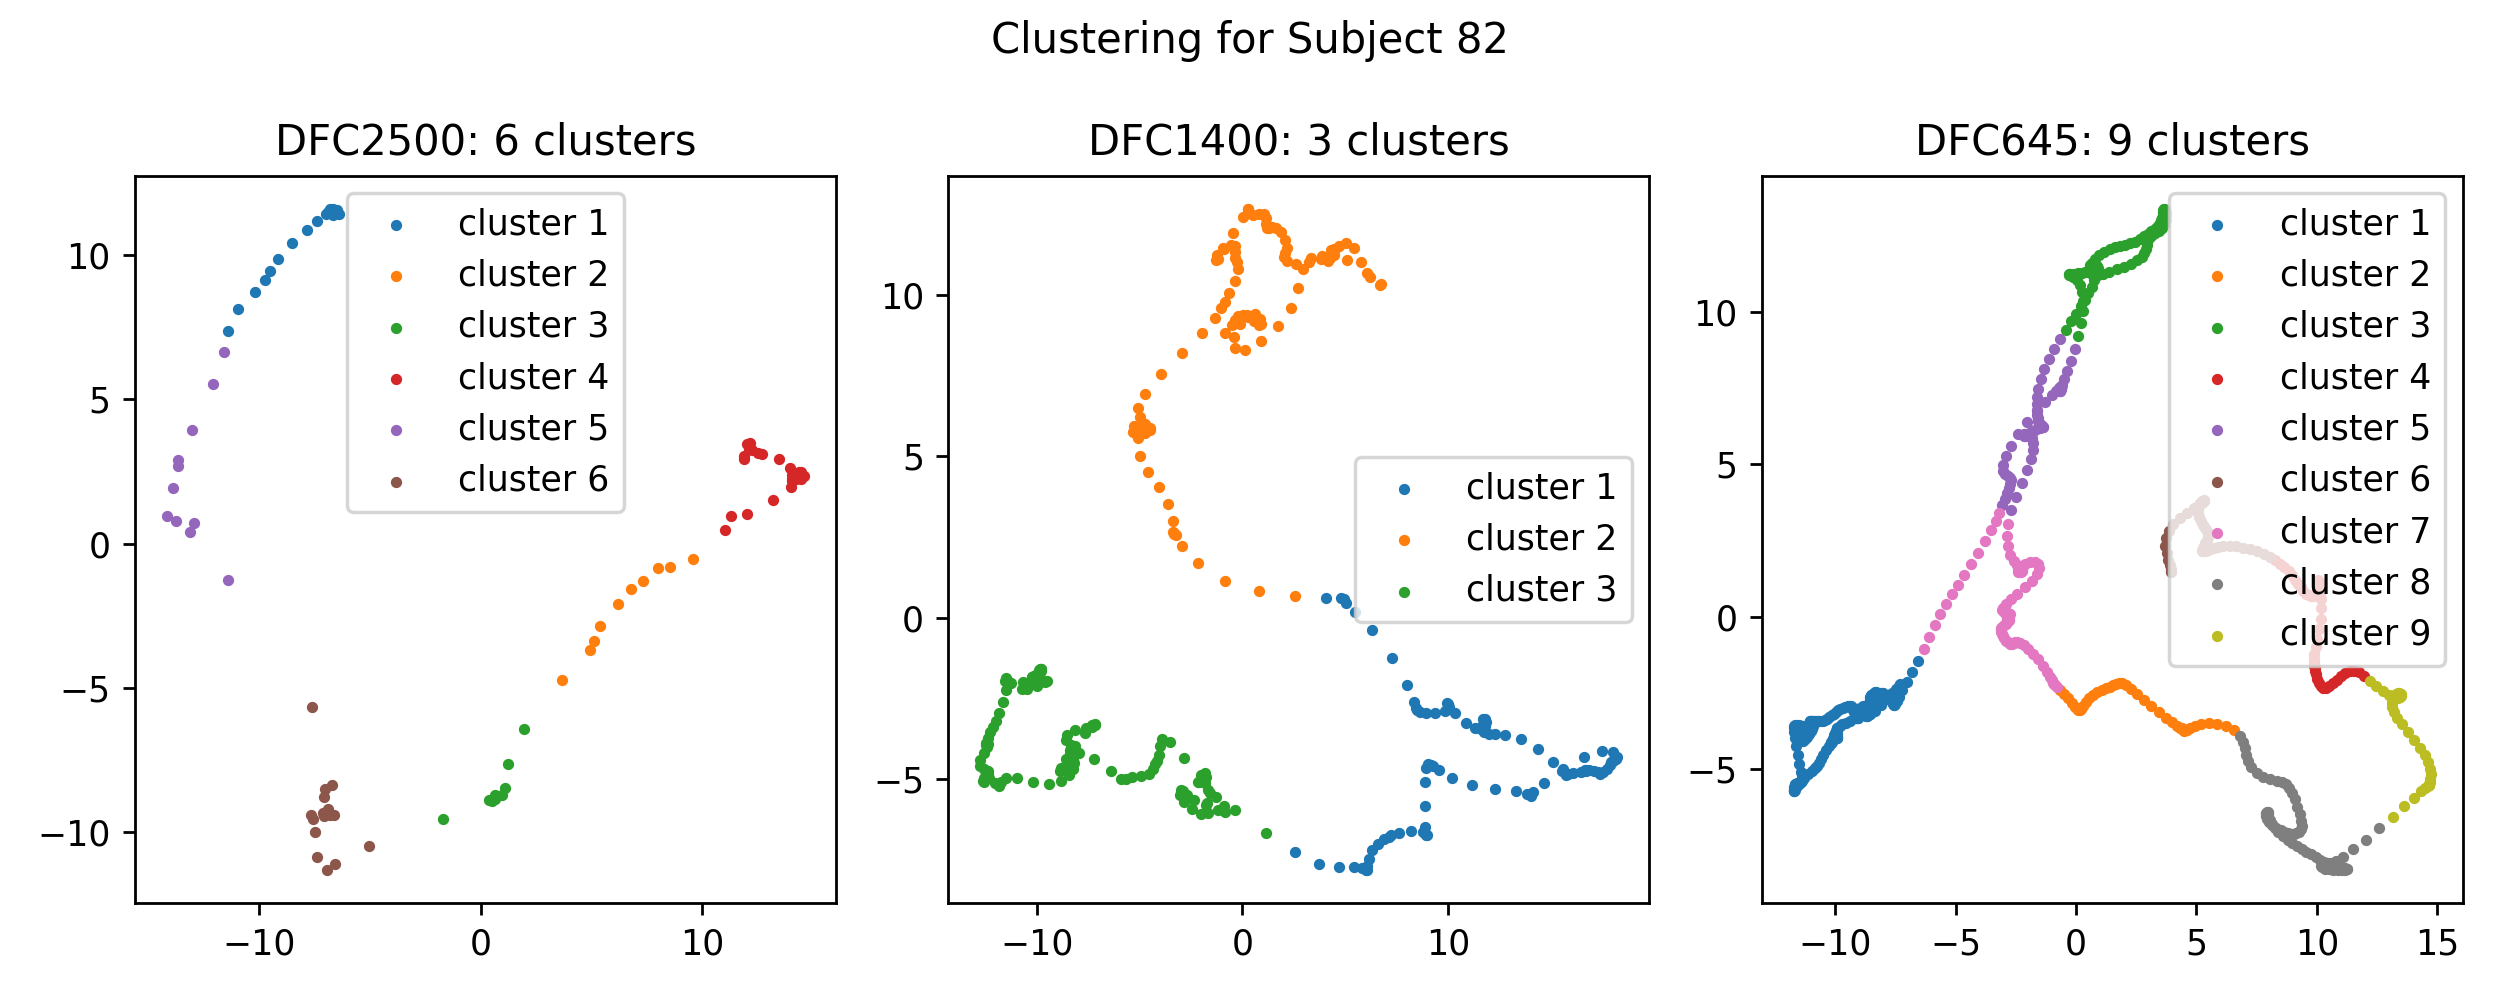 Clustering for Subject 82
DFC2500: 6 clusters
10
5
0
−5
−10
−10 0 10
cluster 1
cluster 2
cluster 3
cluster 4
cluster 5
cluster 6
DFC1400: 3 clusters
10
5
0
−5
−10 0 10
cluster 1
cluster 2
cluster 3
DFC645: 9 clusters
10
5
0
−5
−10 −5 0 5 10 15
cluster 1
cluster 2
cluster 3
cluster 4
cluster 5
cluster 6
cluster 7
cluster 8
cluster 9